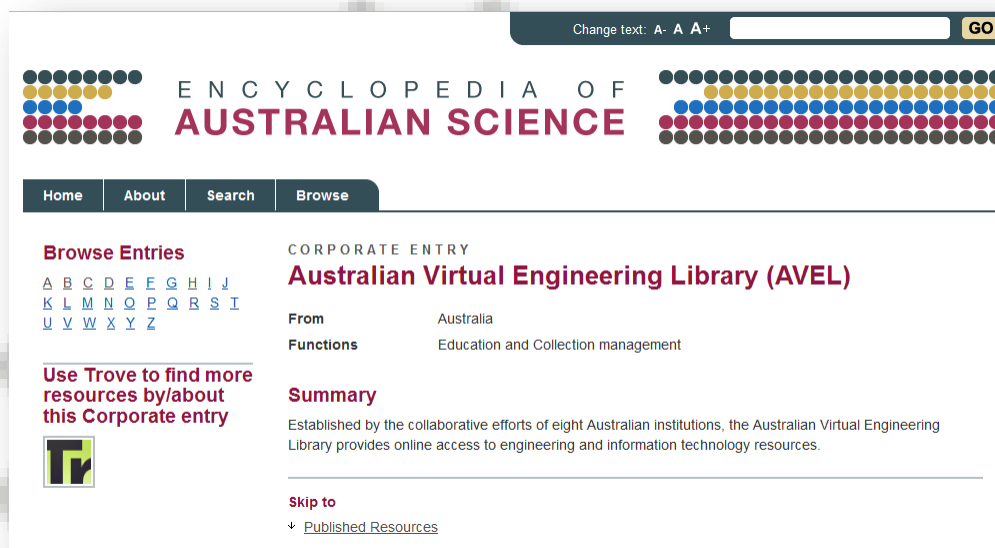 Change text: A- A A+
GO
ENCYCLOPEDIA OF
AUSTRALIAN SCIENCE
Home About Search Browse
Browse Entries
A B C D E F G H I J
K L M N O P Q R S T
U V W X Y Z
Use Trove to find more
resources by/about
this Corporate entry
Tr
CORPORATE ENTRY
Australian Virtual Engineering Library (AVEL)
From Australia
Functions Education and Collection management
Summary
Established by the collaborative efforts of eight Australian institutions, the Australian Virtual Engineering
Library provides online access to engineering and information technology resources.
Skip to
Published Resources